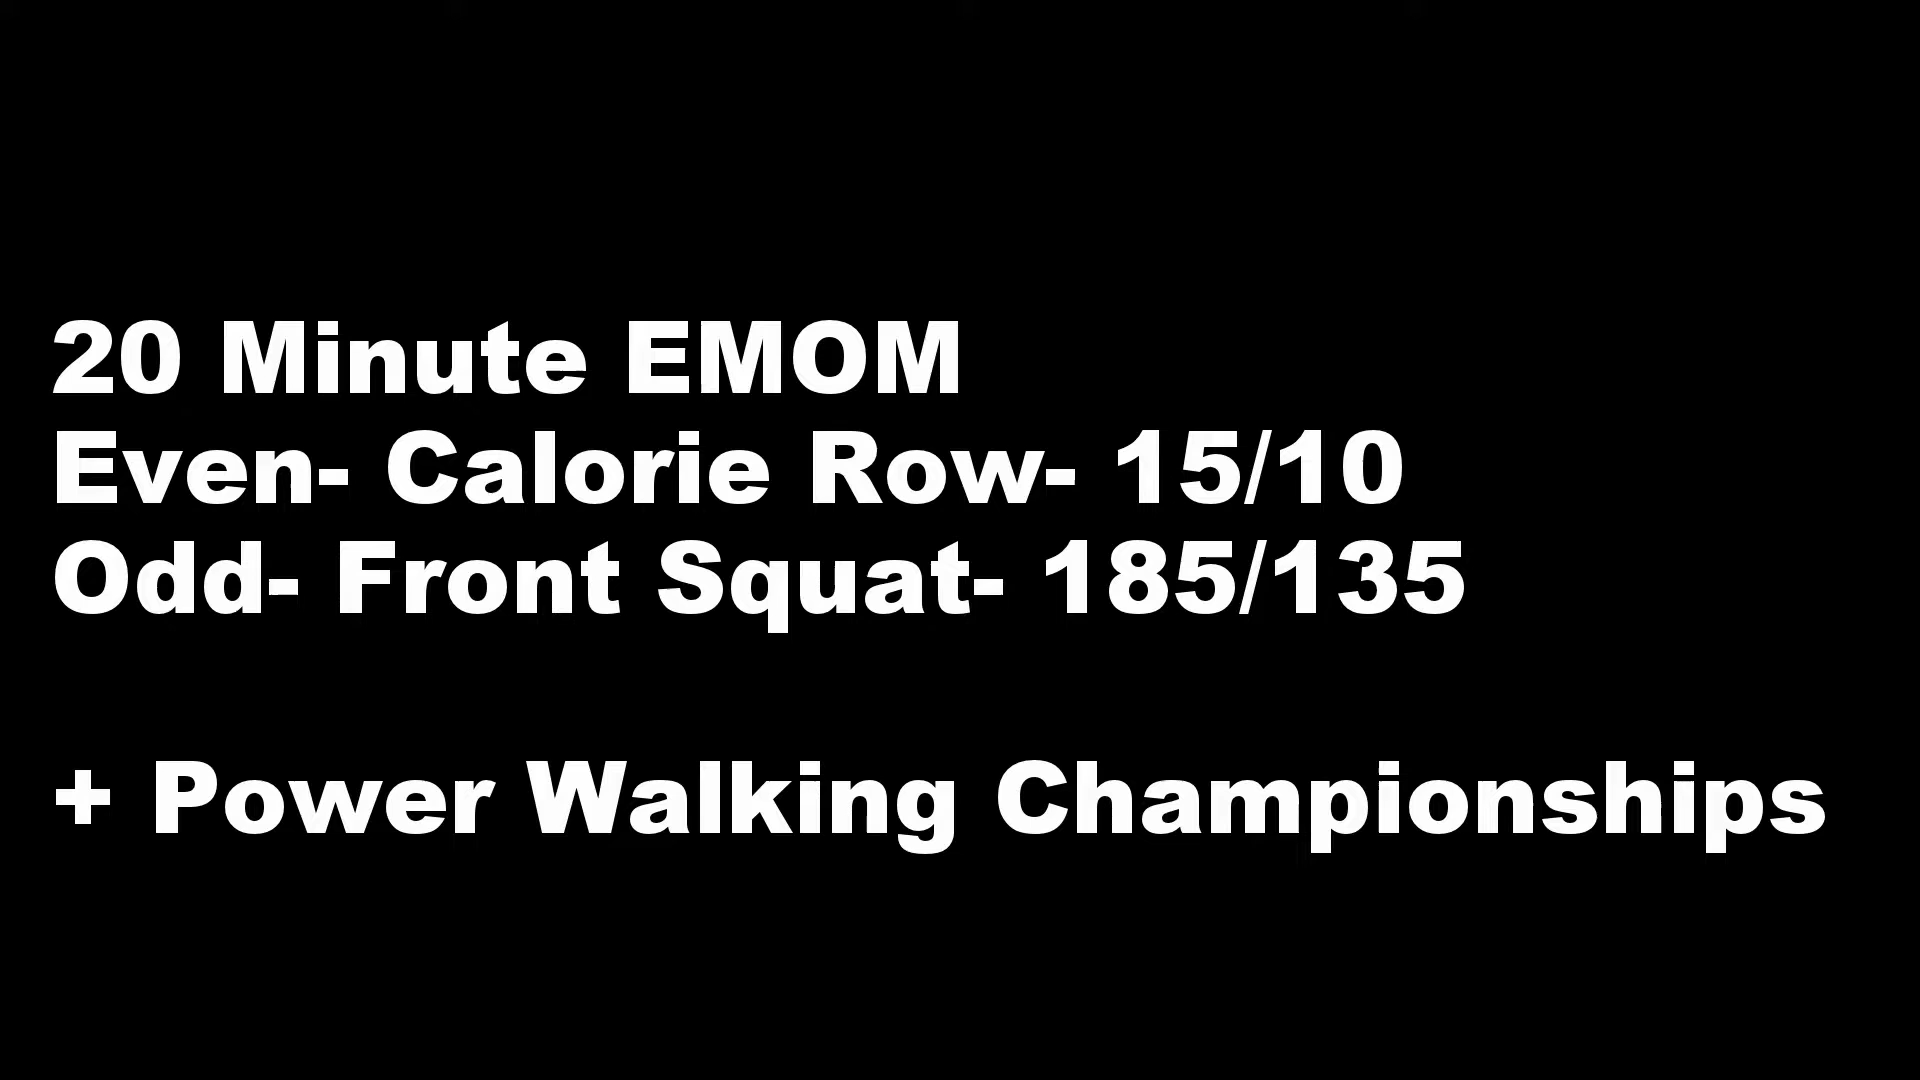 20 Minute EMOM
Even- Calorie Row- 15/10
Odd- Front Squat- 185/135
+ Power Walking Championships